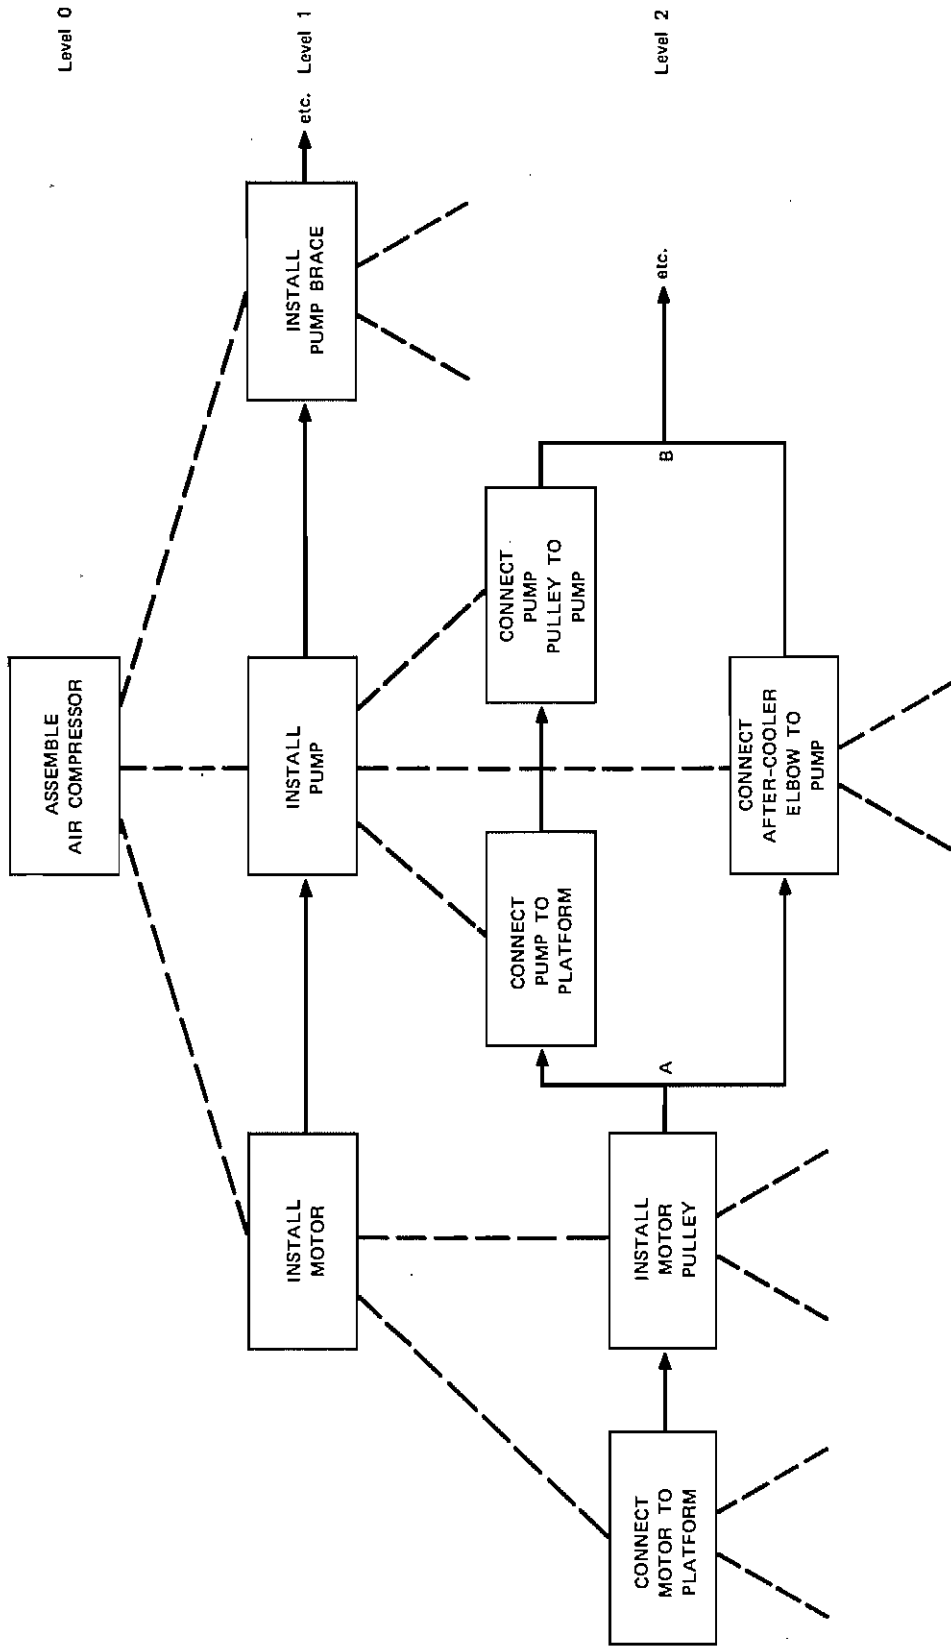 Level 0
ASSEMBLE
AIR COMPRESSOR
Level 1
INSTALL
MOTOR
INSTALL
PUMP
INSTALL
PUMP BRACE
etc.
Level 2
CONNECT
MOTOR TO
PLATFORM
INSTALL
MOTOR
PULLEY
A
CONNECT
PUMP TO
PLATFORM
CONNECT
PUMP
PULLEY TO
PUMP
CONNECT
AFTER-COOLER
ELBOW TO
PUMP
B
etc.